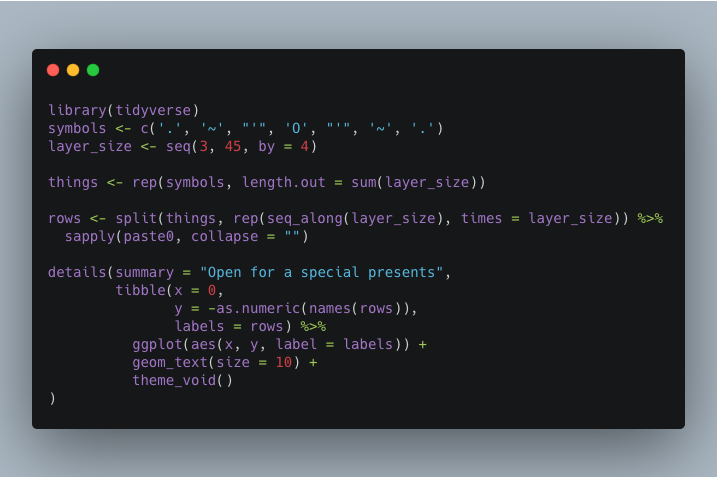 library(tidyverse)
symbols <- c('.', '~', "'", 'O', "'", '~', '.')
layer_size <- seq(3, 45, by = 4)

things <- rep(symbols, length.out = sum(layer_size))

rows <- split(things, rep(seq_along(layer_size), times = layer_size)) %>%
  sapply(paste0, collapse = "")

details(summary = "Open for a special presents",
        tibble(x = 0,
               y = -as.numeric(names(rows)),
               labels = rows) %>%
          ggplot(aes(x, y, label = labels)) +
          geom_text(size = 10) +
          theme_void()
)